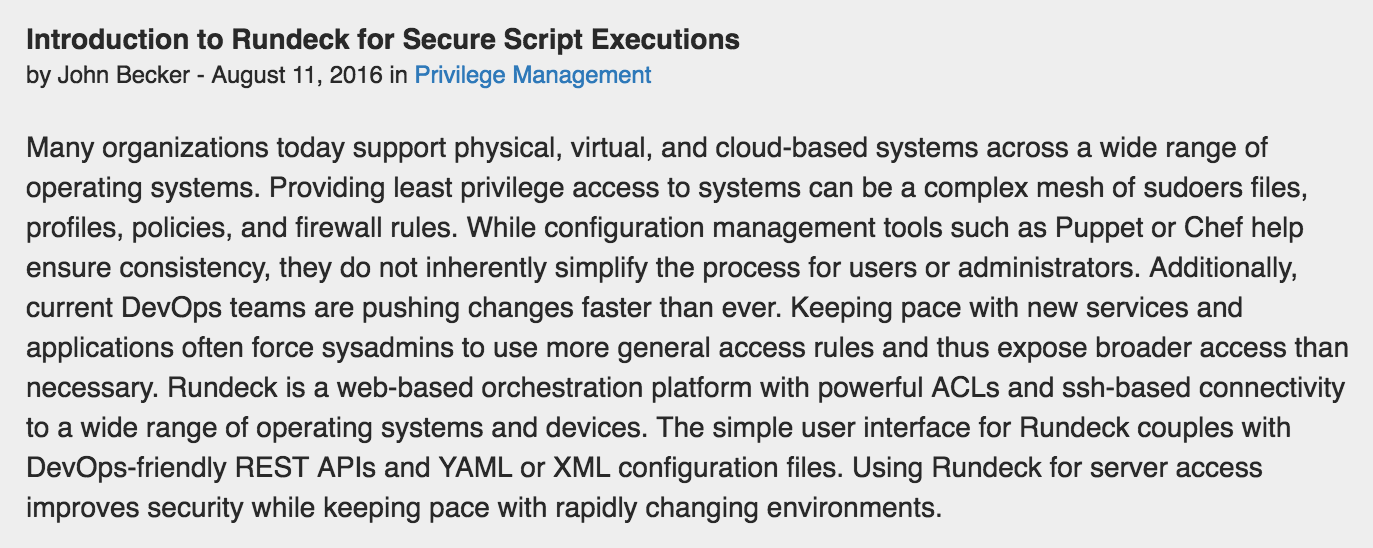 Introduction to Rundeck for Secure Script Executions
by John Becker - August 11, 2016 in Privilege Management
Many organizations today support physical, virtual, and cloud-based systems across a wide range of
operating systems. Providing least privilege access to systems can be a complex mesh of sudoers files,
profiles, policies, and firewall rules. While configuration management tools such as Puppet or Chef help
ensure consistency, they do not inherently simplify the process for users or administrators. Additionally,
current DevOps teams are pushing changes faster than ever. Keeping pace with new services and
applications often force sysadmins to use more general access rules and thus expose broader access than
necessary. Rundeck is a web-based orchestration platform with powerful ACLs and ssh-based connectivity
to a wide range of operating systems and devices. The simple user interface for Rundeck couples with
DevOps-friendly REST APIs and YAML or XML configuration files. Using Rundeck for server access
improves security while keeping pace with rapidly changing environments.